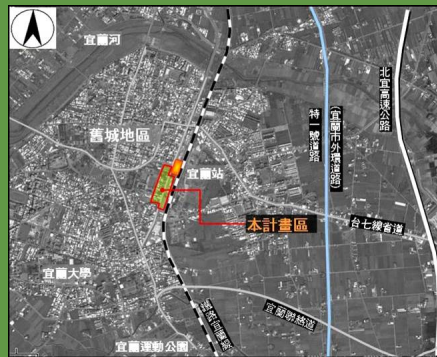 宜蘭河
舊城地區
宜蘭站
本計畫區
特一號道路
(宜蘭市外環道路)
北宜高速公路
台七線省道
宜蘭大學
宜蘭聯絡道
鐵路宜蘭線
宜蘭運動公園